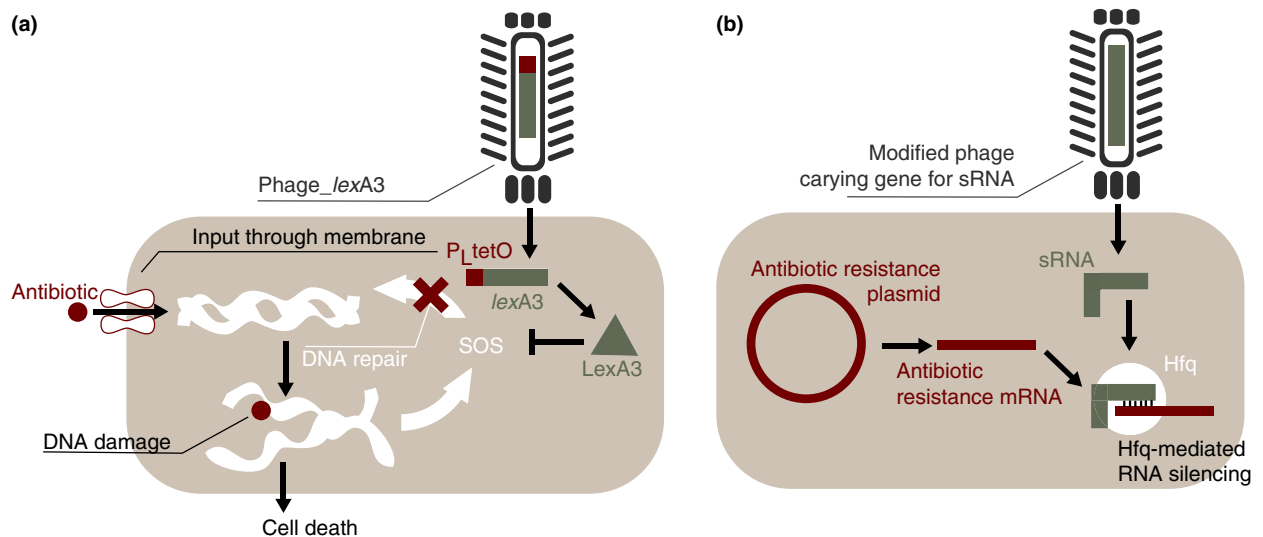 (a)
Phage_lexA3
Input through membrane
PLtetO
Antibiotic
lexA3
DNA repair
SOS
LexA3
DNA damage
Cell death
(b)
Modified phage
carying gene for sRNA
sRNA
Antibiotic resistance
plasmid
Hfq
Antibiotic
resistance mRNA
Hfq-mediated
RNA silencing